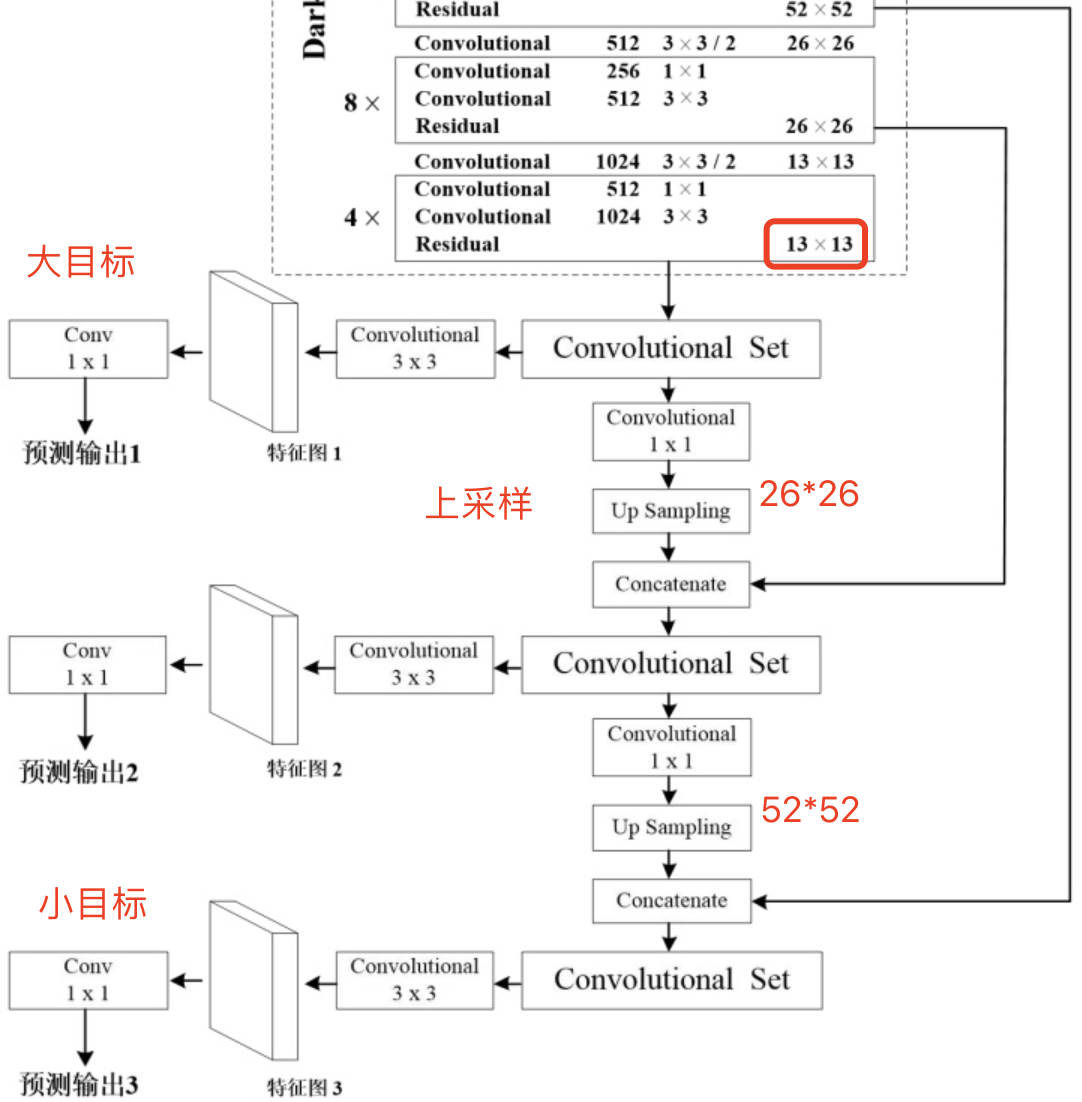 Dark
Residual 52 × 52
Convolutional 512 3 × 3 / 2 26 × 26
Convolutional 256 1 × 1
8 × Convolutional 512 3 × 3
Residual 26 × 26
Convolutional 1024 3 × 3 / 2 13 × 13
Convolutional 512 1 × 1
4 × Convolutional 1024 3 × 3
Residual 13 × 13
大目标
Conv
1 x 1
Convolutional
3 x 3
Convolutional Set
预测输出1
特征图 1
Convolutional
1 x 1
上采样
Up Sampling
26*26
Concatenate
Conv
1 x 1
Convolutional
3 x 3
Convolutional Set
预测输出2
特征图 2
Convolutional
1 x 1
Up Sampling
52*52
Concatenate
小目标
Conv
1 x 1
Convolutional
3 x 3
Convolutional Set
预测输出3
特征图 3